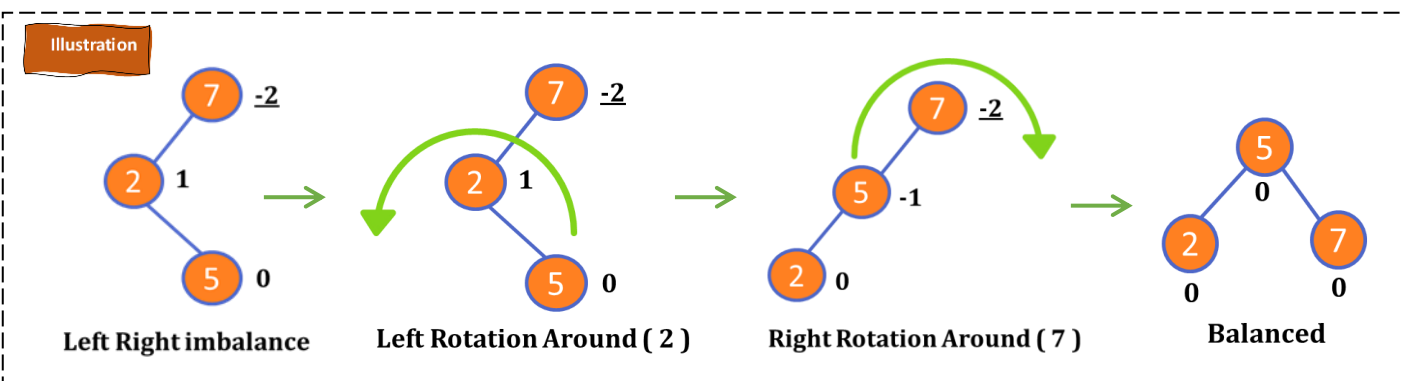 Illustration
7 -2
2 1
5 0
Left Right imbalance
7 -2
2 1
5 0
Left Rotation Around ( 2 )
7 -2
5 -1
2 0
Right Rotation Around ( 7 )
5
0
2 7
0 0
Balanced